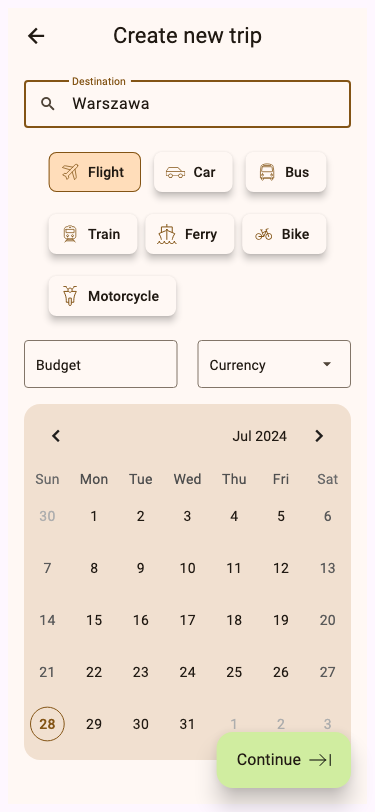 Create new trip
Destination
Warszawa
Flight Car Bus
Train Ferry Bike
Motorcycle
Budget Currency
Jul 2024
Sun Mon Tue Wed Thu Fri Sat
30 1 2 3 4 5 6
7 8 9 10 11 12 13
14 15 16 17 18 19 20
21 22 23 24 25 26 27
28 29 30 31 1 2 3
Continue